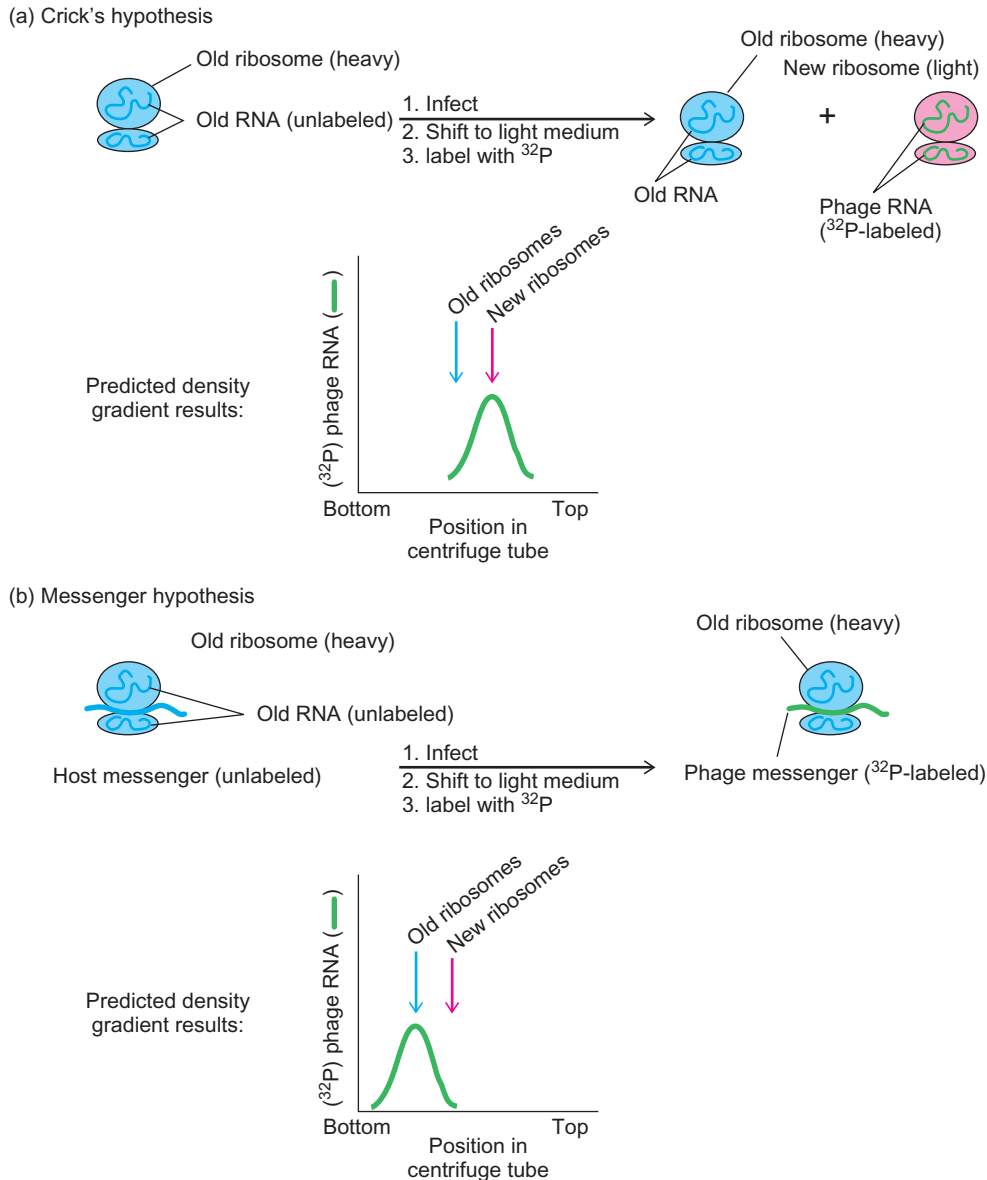 (a) Crick's hypothesis
Old ribosome (heavy)
Old RNA (unlabeled)
1. Infect
2. Shift to light medium
3. label with ³²P
Old ribosome (heavy)
New ribosome (light)
+
Old RNA
Phage RNA
(³²P-labeled)
Old ribosomes
New ribosomes
(³²P) phage RNA ( )
Predicted density
gradient results:
Bottom
Top
Position in
centrifuge tube
(b) Messenger hypothesis
Old ribosome (heavy)
Old RNA (unlabeled)
Host messenger (unlabeled)
1. Infect
2. Shift to light medium
3. label with ³²P
Old ribosome (heavy)
Phage messenger (³²P-labeled)
Old ribosomes
New ribosomes
(³²P) phage RNA ( )
Predicted density
gradient results:
Bottom
Top
Position in
centrifuge tube